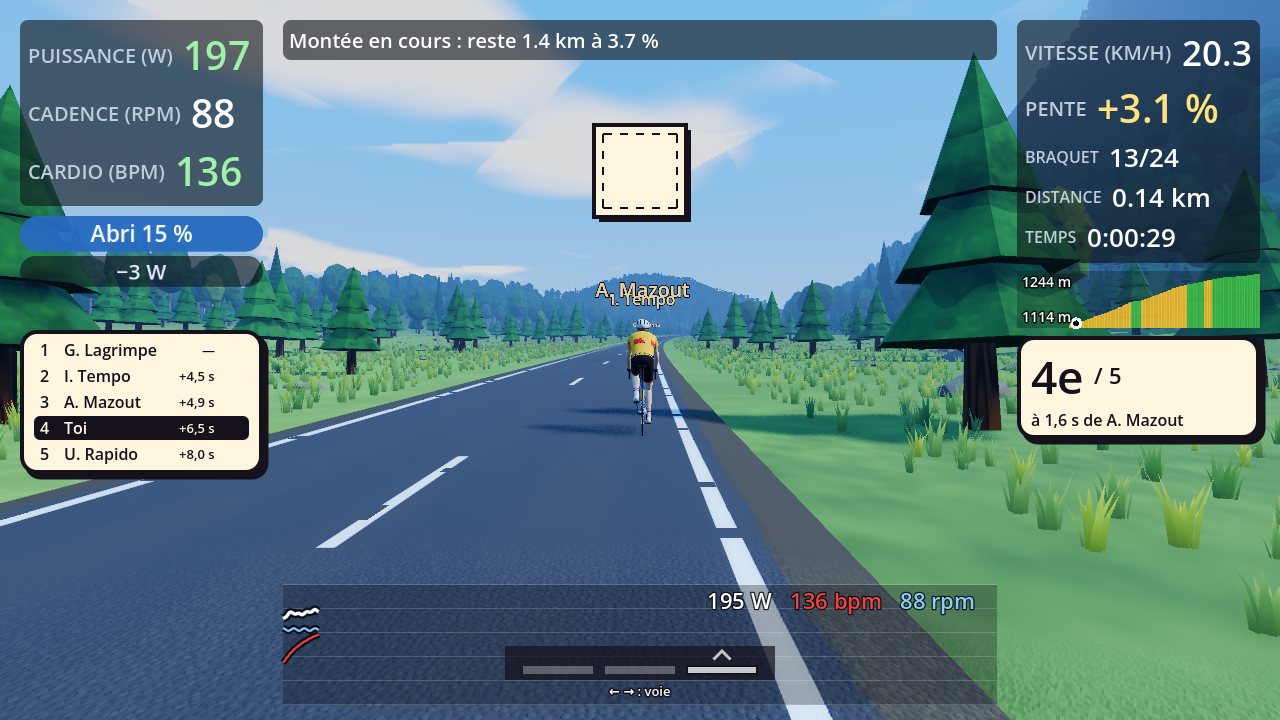 PUISSANCE (W) 197
CADENCE (RPM) 88
CARDIO (BPM) 136
Abri 15 %
−3 W
Montée en cours : reste 1.4 km à 3.7 %
VITESSE (KM/H) 20.3
PENTE +3.1 %
BRAQUET 13/24
DISTANCE 0.14 km
TEMPS 0:00:29
1244 m
1114 m
A. Mazout
I. Tempo
1 G. Lagrimpe —
2 I. Tempo +4,5 s
3 A. Mazout +4,9 s
4 Toi +6,5 s
5 U. Rapido +8,0 s
4e / 5
à 1,6 s de A. Mazout
195 W 136 bpm 88 rpm
← → : voie